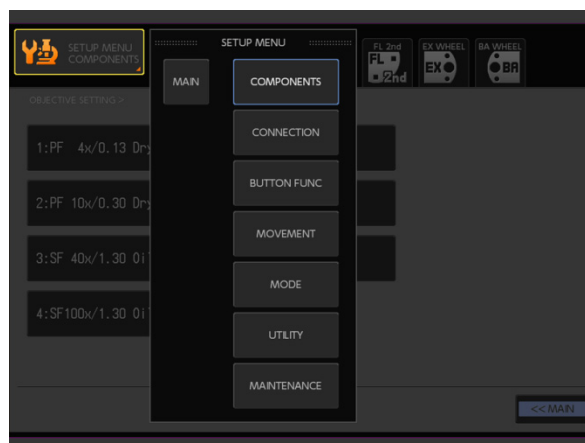 SETUP MENU
COMPONENTS
SETUP MENU
FL 2nd
EX WHEEL
BA WHEEL
FL
2nd
EX
BA
MAIN
COMPONENTS
OBJECTIVE SETTING >
CONNECTION
1:PF 4x/0.13 Dry
BUTTON FUNC
2:PF 10x/0.30 Dry
MOVEMENT
3:SF 40x/1.30 Oi
MODE
4:SF100x/1.30 Oi
UTILITY
MAINTENANCE
<< MAIN